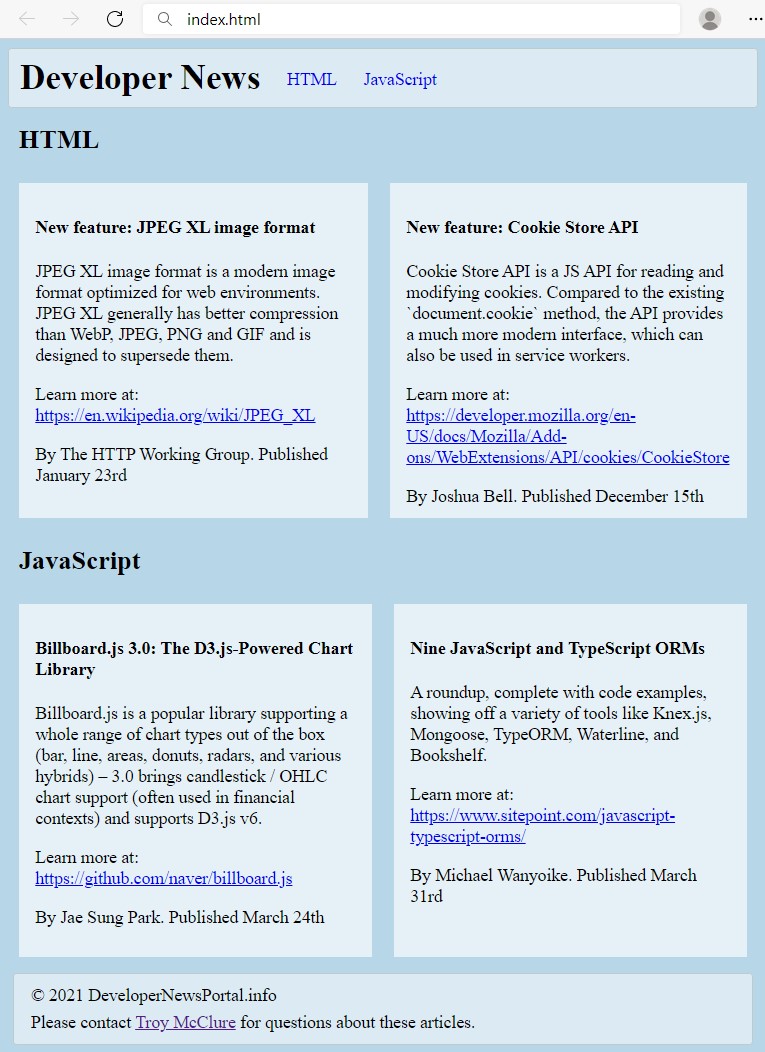 index.html
Developer News HTML JavaScript
HTML
New feature: JPEG XL image format
JPEG XL image format is a modern image
format optimized for web environments.
JPEG XL generally has better compression
than WebP, JPEG, PNG and GIF and is
designed to supersede them.
Learn more at:
https://en.wikipedia.org/wiki/JPEG_XL
By The HTTP Working Group. Published
January 23rd
New feature: Cookie Store API
Cookie Store API is a JS API for reading and
modifying cookies. Compared to the existing
`document.cookie` method, the API provides
a much more modern interface, which can
also be used in service workers.
Learn more at:
https://developer.mozilla.org/en-
US/docs/Mozilla/Add-
ons/WebExtensions/API/cookies/CookieStore
By Joshua Bell. Published December 15th
JavaScript
Billboard.js 3.0: The D3.js-Powered Chart
Library
Billboard.js is a popular library supporting a
whole range of chart types out of the box
(bar, line, areas, donuts, radars, and various
hybrids) – 3.0 brings candlestick / OHLC
chart support (often used in financial
contexts) and supports D3.js v6.
Learn more at:
https://github.com/naver/billboard.js
By Jae Sung Park. Published March 24th
Nine JavaScript and TypeScript ORMs
A roundup, complete with code examples,
showing off a variety of tools like Knex.js,
Mongoose, TypeORM, Waterline, and
Bookshelf.
Learn more at:
https://www.sitepoint.com/javascript-
typescript-orms/
By Michael Wanyoike. Published March
31rd
© 2021 DeveloperNewsPortal.info
Please contact Troy McClure for questions about these articles.